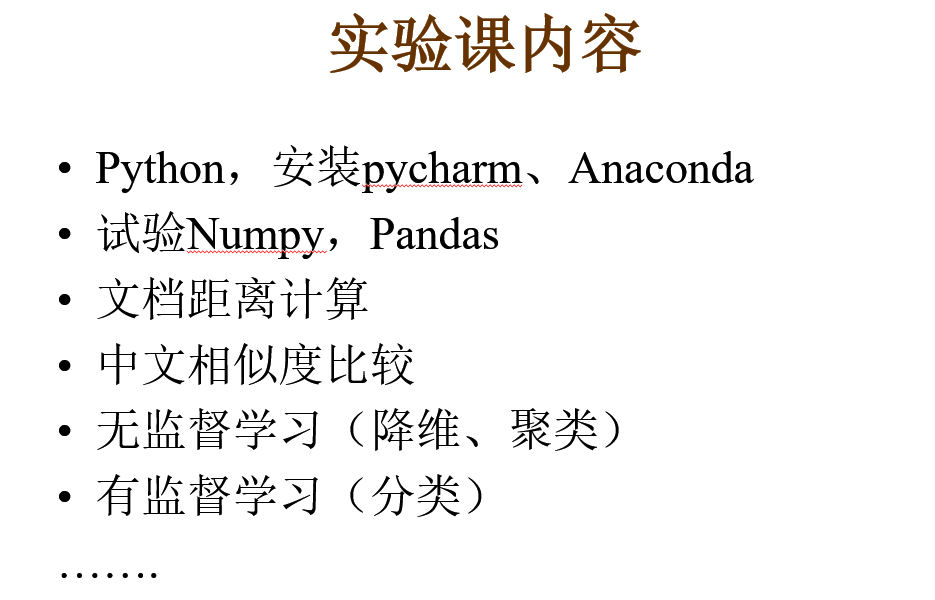 实验课内容
• Python，安装pycharm、Anaconda
• 试验Numpy，Pandas
• 文档距离计算
• 中文相似度比较
• 无监督学习（降维、聚类）
• 有监督学习（分类）
…….